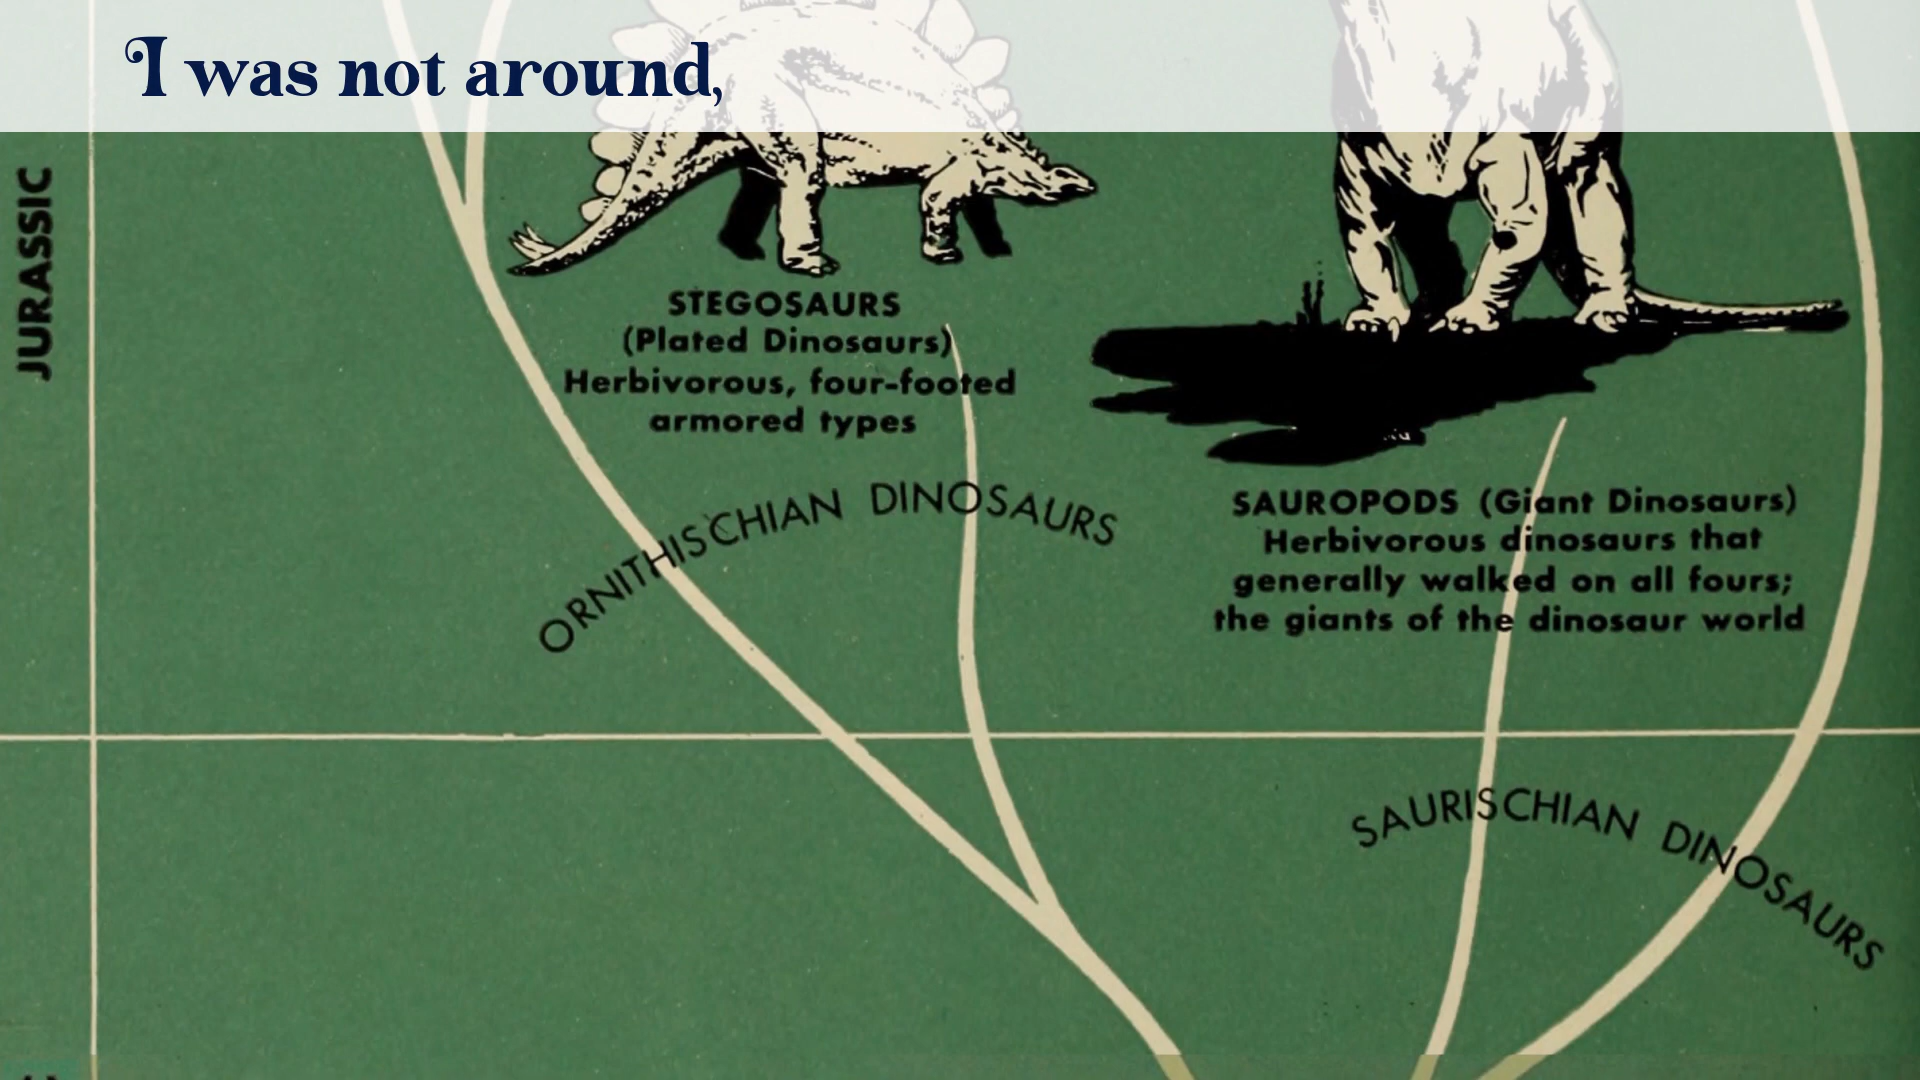 I was not around,
JURASSIC
STEGOSAURS
(Plated Dinosaurs)
Herbivorous, four-footed
armored types
ORNITHISCHIAN DINOSAURS
SAUROPODS (Giant Dinosaurs)
Herbivorous dinosaurs that
generally walked on all fours;
the giants of the dinosaur world
SAURISCHIAN DINOSAURS